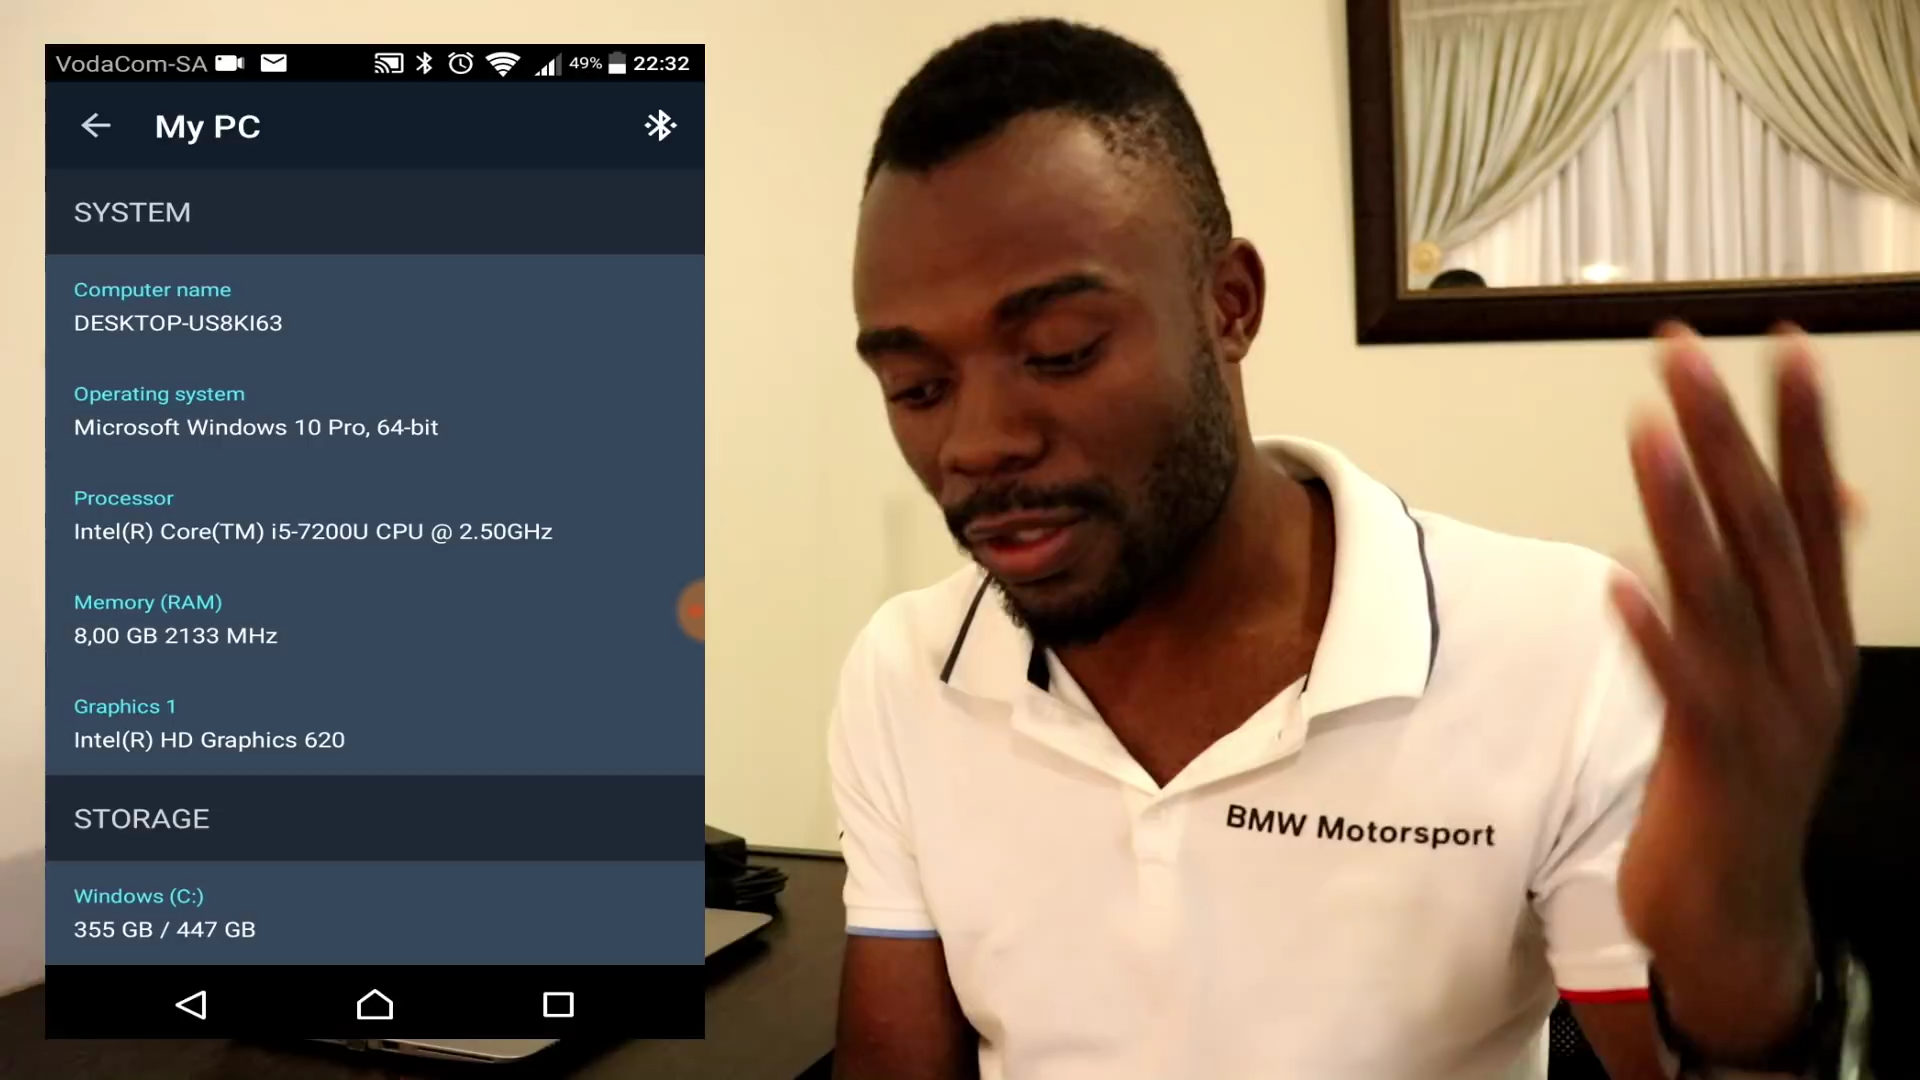 VodaCom-SA 49% 22:32
My PC
SYSTEM
Computer name
DESKTOP-US8KI63
Operating system
Microsoft Windows 10 Pro, 64-bit
Processor
Intel(R) Core(TM) i5-7200U CPU @ 2.50GHz
Memory (RAM)
8,00 GB 2133 MHz
Graphics 1
Intel(R) HD Graphics 620
STORAGE
Windows (C:)
355 GB / 447 GB
BMW Motorsport